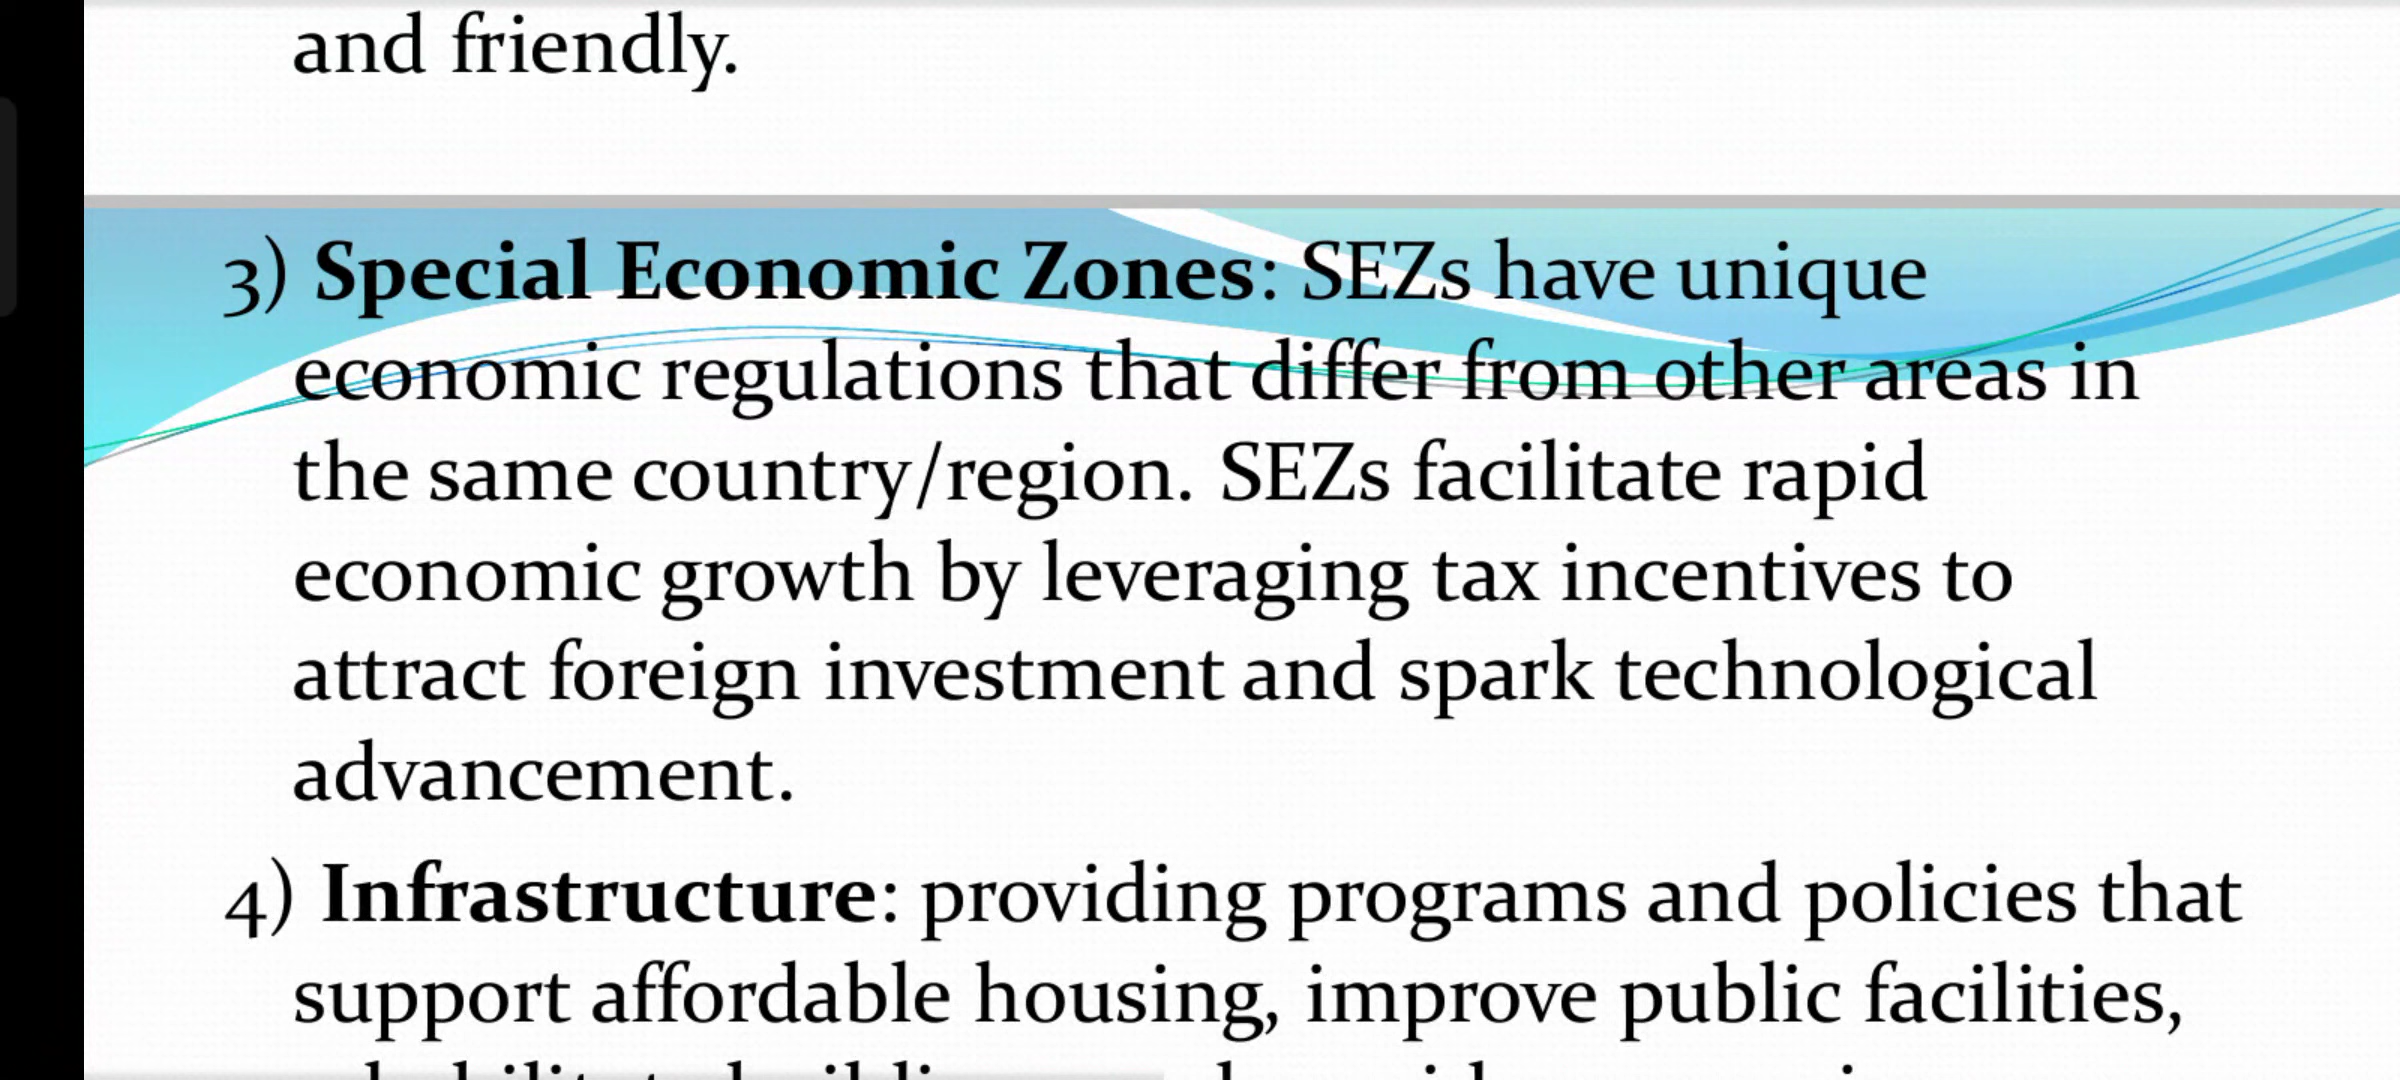 and friendly.
3) Special Economic Zones: SEZs have unique
economic regulations that differ from other areas in
the same country/region. SEZs facilitate rapid
economic growth by leveraging tax incentives to
attract foreign investment and spark technological
advancement.
4) Infrastructure: providing programs and policies that
support affordable housing, improve public facilities,